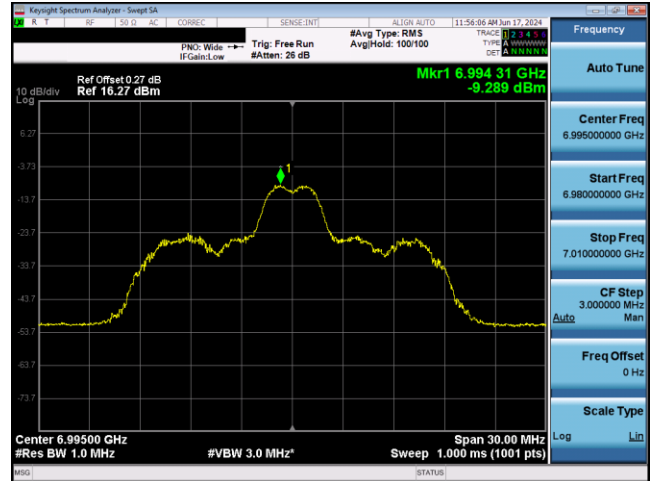 Keysight Spectrum Analyzer - Swept SA
LXI R T RF 50 Ω AC CORREC SENSE:INT ALIGN AUTO 11:56:06 AM Jun 17, 2024
Frequency
PNO: Wide
IFGain:Low
Trig: Free Run
#Atten: 26 dB
#Avg Type: RMS
Avg|Hold: 100/100
TRACE 1 2 3 4 5 6
TYPE A WWWWW
DET A N N N N N
Mkr1 6.994 31 GHz
-9.289 dBm
Ref Offset 0.27 dB
10 dB/div Ref 16.27 dBm
Log
6.27
-3.73
-13.7
-23.7
-33.7
-43.7
-53.7
-63.7
-73.7
1
Center 6.99500 GHz Span 30.00 MHz
#Res BW 1.0 MHz #VBW 3.0 MHz* Sweep 1.000 ms (1001 pts)
MSG STATUS
Auto Tune
Center Freq
6.995000000 GHz
Start Freq
6.980000000 GHz
Stop Freq
7.010000000 GHz
CF Step
3.000000 MHz
Auto Man
Freq Offset
0 Hz
Scale Type
Log Lin